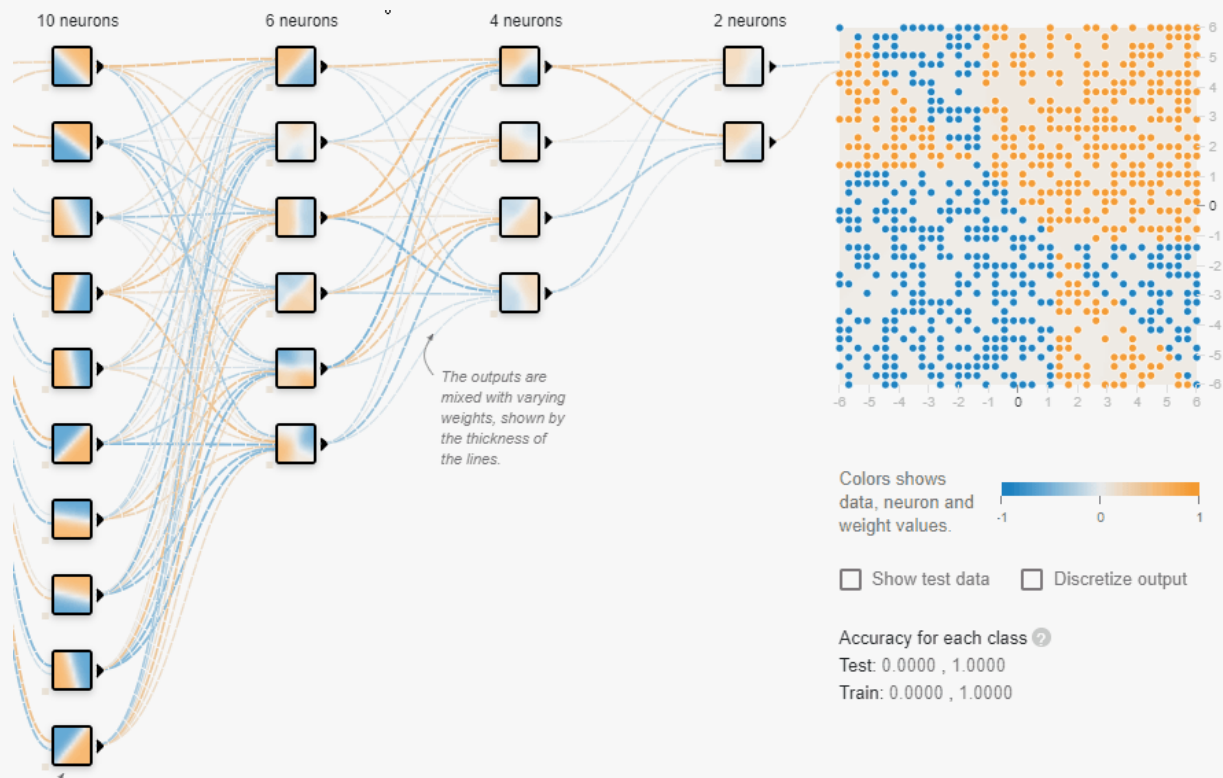 10 neurons
6 neurons
4 neurons
2 neurons
6
5
4
3
2
1
0
-1
-2
-3
-4
-5
-6
-6 -5 -4 -3 -2 -1 0 1 2 3 4 5 6
The outputs are
mixed with varying
weights, shown by
the thickness of
the lines.
Colors shows
data, neuron and
weight values.
-1 0 1
Show test data
Discretize output
Accuracy for each class ?
Test: 0.0000 , 1.0000
Train: 0.0000 , 1.0000